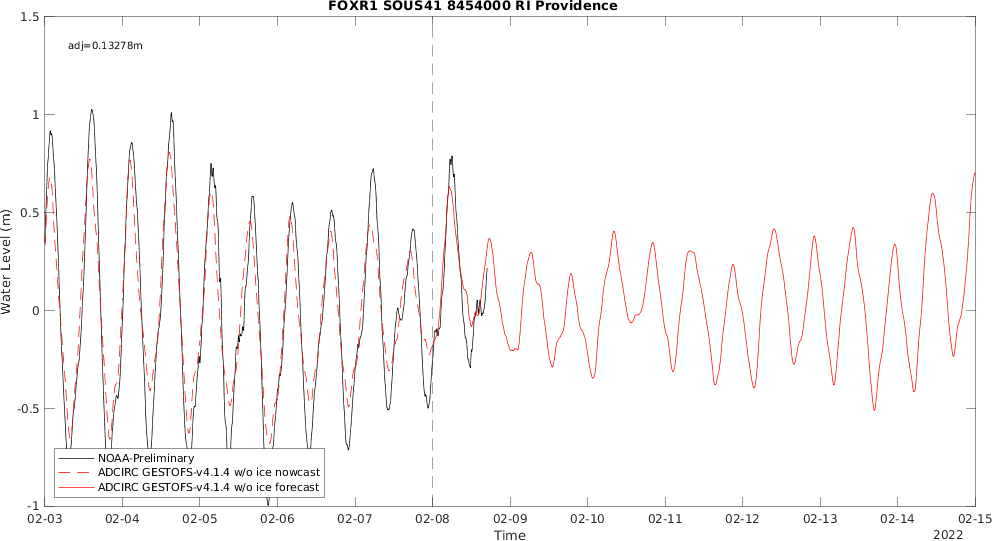 FOXR1 SOUS41 8454000 RI Providence
adj=0.13278m
Water Level (m)
1.5
1
0.5
0
-0.5
-1
NOAA-Preliminary
ADCIRC GESTOFS-v4.1.4 w/o ice nowcast
ADCIRC GESTOFS-v4.1.4 w/o ice forecast
02-03 02-04 02-05 02-06 02-07 02-08 02-09 02-10 02-11 02-12 02-13 02-14 02-15
Time
2022